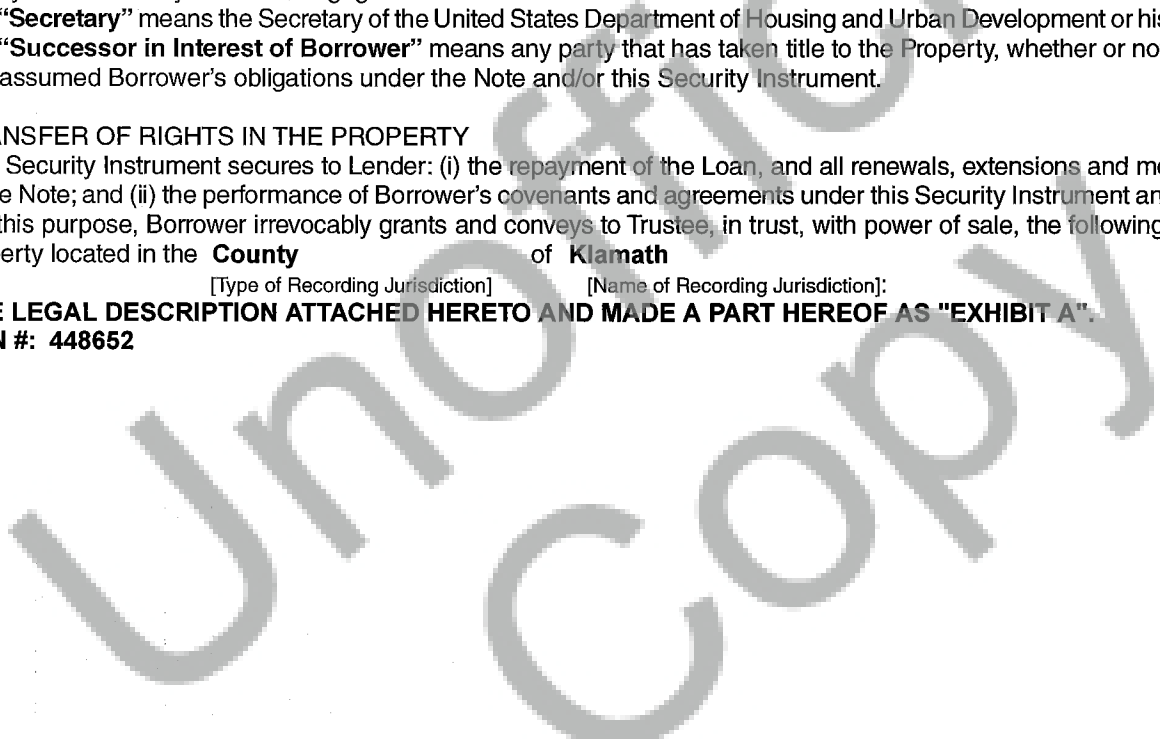 “Secretary” means the Secretary of the United States Department of Housing and Urban Development or his
“Successor in Interest of Borrower” means any party that has taken title to the Property, whether or no
assumed Borrower’s obligations under the Note and/or this Security Instrument.
NSFER OF RIGHTS IN THE PROPERTY
Security Instrument secures to Lender: (i) the repayment of the Loan, and all renewals, extensions and m
e Note; and (ii) the performance of Borrower’s covenants and agreements under this Security Instrument an
this purpose, Borrower irrevocably grants and conveys to Trustee, in trust, with power of sale, the following
erty located in the County of Klamath
[Type of Recording Jurisdiction] [Name of Recording Jurisdiction]:
LEGAL DESCRIPTION ATTACHED HERETO AND MADE A PART HEREOF AS "EXHIBIT A".
#: 448652
Unoffic
Copy